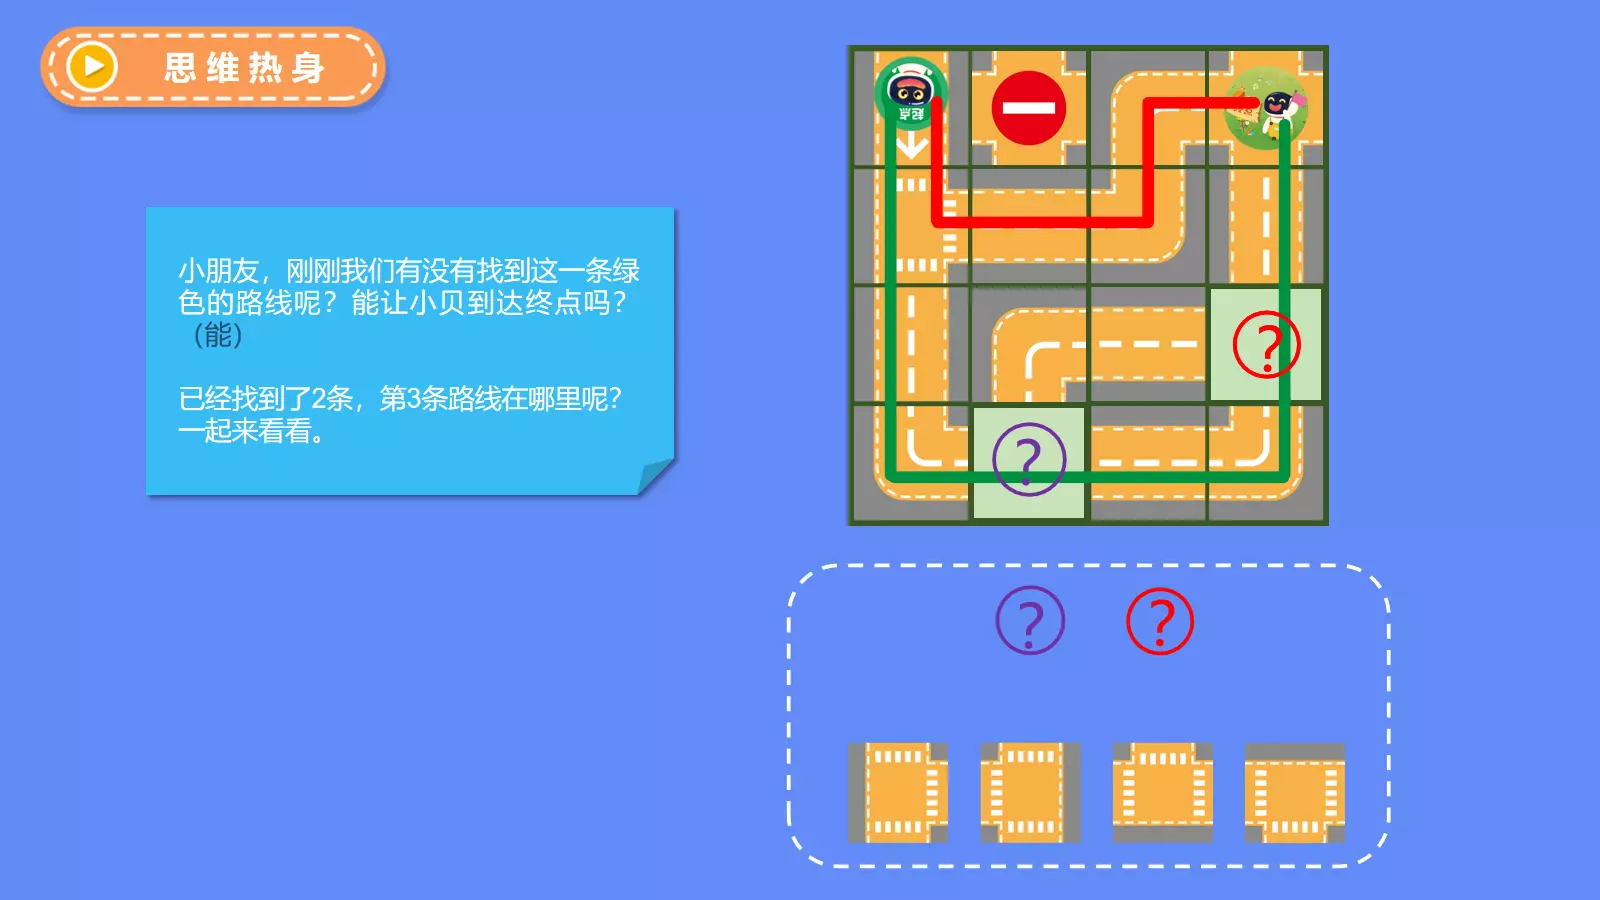 思维热身
起点
小朋友，刚刚我们有没有找到这一条绿
色的路线呢？能让小贝到达终点吗？
（能）
已经找到了2条，第3条路线在哪里呢？
一起来看看。
?
?
? ?